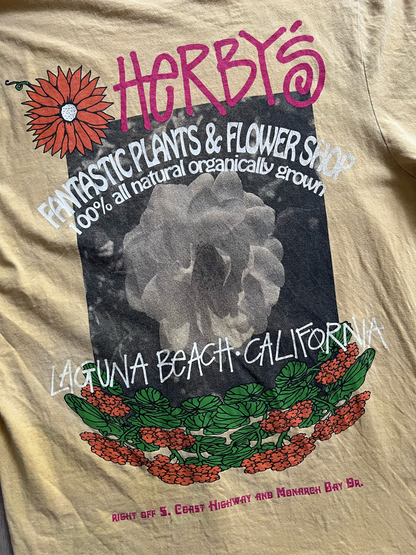 HERBY'S
FANTASTIC PLANTS & FLOWER SHOP
100% all natural organically grown
LAGUNA BEACH • CALIFORNIA
RIGHT OFF S. COAST HIGHWAY AND MONARCH BAY DR.